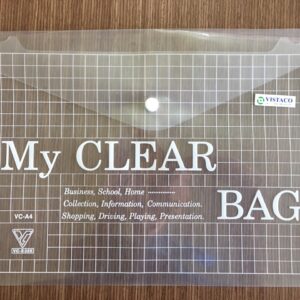 VISTACO
My CLEAR
Business, School, Home ············
Collection, Information, Communication.
VC-A4
Shopping, Driving, Playing, Presentation.
BAG